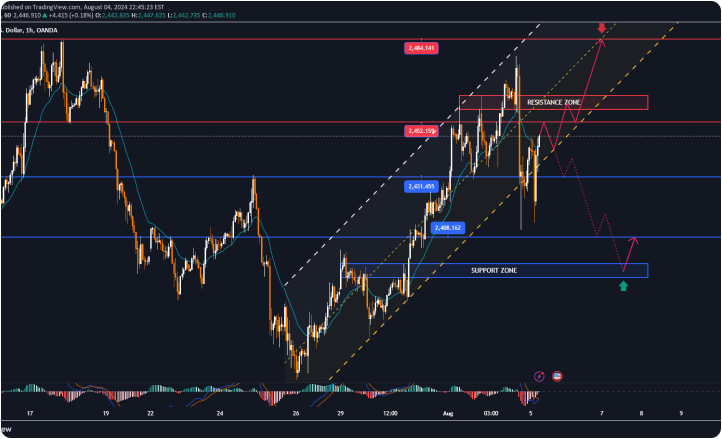 ublished on TradingView.com, August 04, 2024 22:45:23 EDT
, 60 2,446.910 ▲ +4.415 (+0.18%) O:2,442.835 H:2,447.625 L:2,442.735 C:2,446.910
. Dollar, 1h, OANDA
2,484.141
RESISTANCE ZONE
2,452.159
2,431.455
2,408.162
SUPPORT ZONE
17 19 22 24 26 29 12:00 Aug 03:00 5 7 8 9
ew